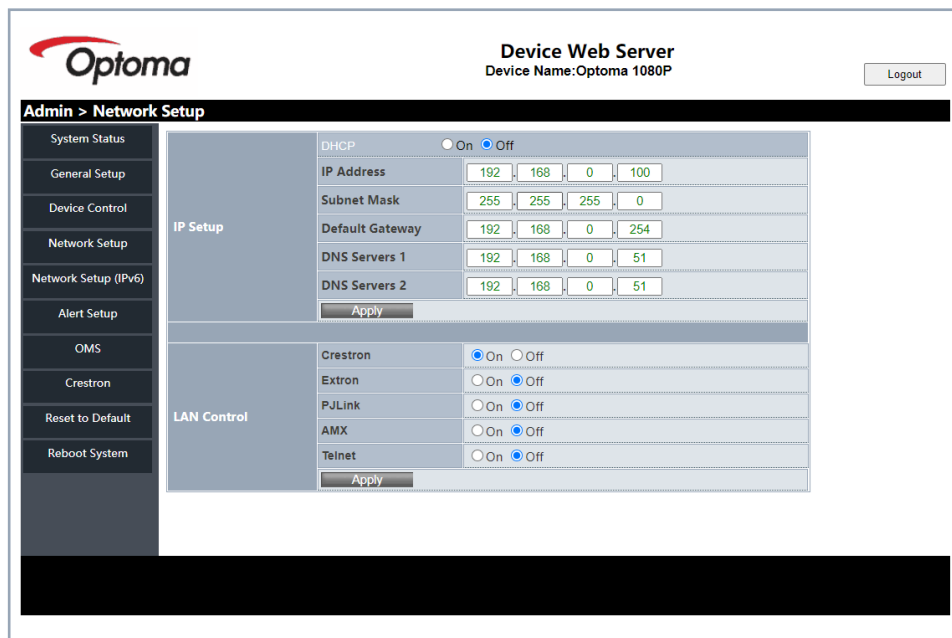 Optoma
Device Web Server
Device Name:Optoma 1080P
Logout
Admin > Network Setup
System Status
General Setup
Device Control
Network Setup
Network Setup (IPv6)
Alert Setup
OMS
Crestron
Reset to Default
Reboot System
IP Setup
DHCP On Off
IP Address 192 . 168 . 0 . 100
Subnet Mask 255 . 255 . 255 . 0
Default Gateway 192 . 168 . 0 . 254
DNS Servers 1 192 . 168 . 0 . 51
DNS Servers 2 192 . 168 . 0 . 51
Apply
LAN Control
Crestron On Off
Extron On Off
PJLink On Off
AMX On Off
Telnet On Off
Apply